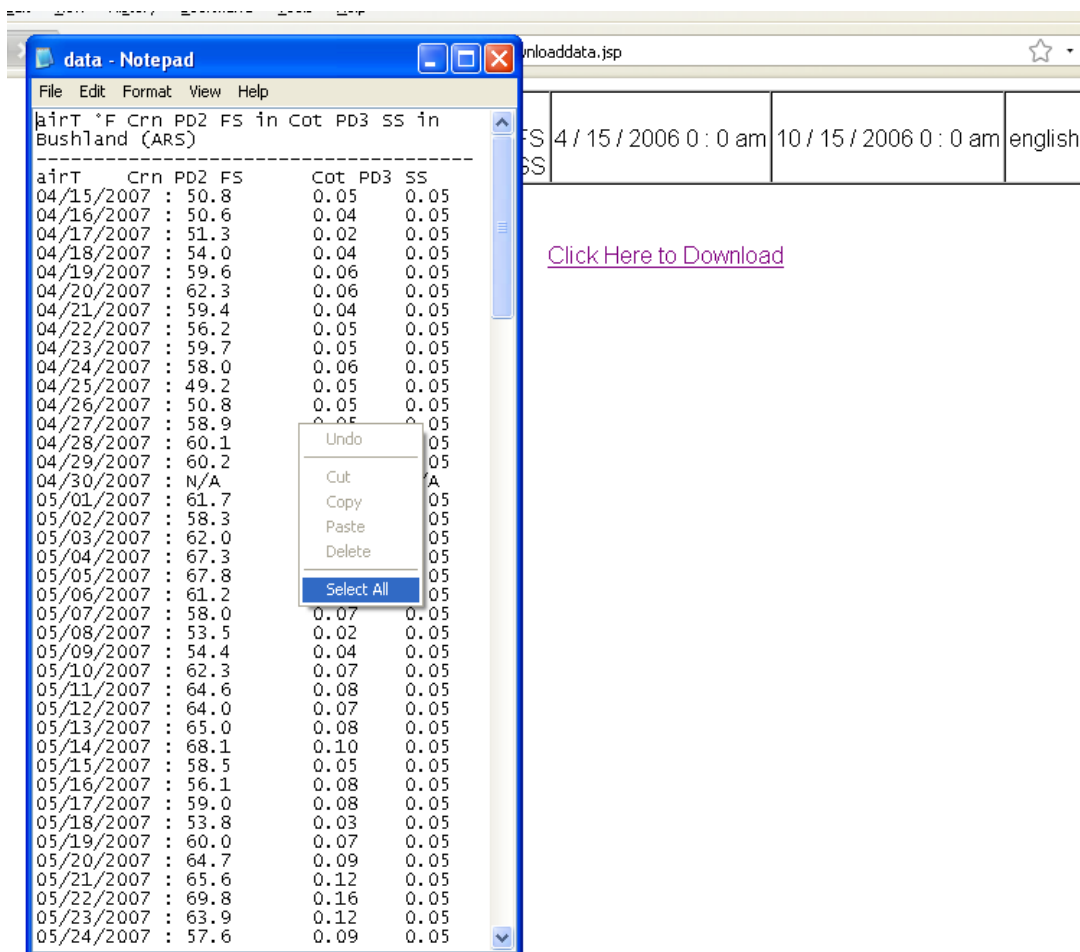 data - Notepad
File Edit Format View Help
airT °F Crn PD2 FS in Cot PD3 SS in
Bushland (ARS)
----------------------------------------
airT Crn PD2 FS Cot PD3 SS
04/15/2007 : 50.8 0.05 0.05
04/16/2007 : 50.6 0.04 0.05
04/17/2007 : 51.3 0.02 0.05
04/18/2007 : 54.0 0.04 0.05
04/19/2007 : 59.6 0.06 0.05
04/20/2007 : 62.3 0.06 0.05
04/21/2007 : 59.4 0.04 0.05
04/22/2007 : 56.2 0.05 0.05
04/23/2007 : 59.7 0.05 0.05
04/24/2007 : 58.0 0.06 0.05
04/25/2007 : 49.2 0.05 0.05
04/26/2007 : 50.8 0.05 0.05
04/27/2007 : 58.9
04/28/2007 : 60.1 05
04/29/2007 : 60.2 05
04/30/2007 : N/A /A
05/01/2007 : 61.7 05
05/02/2007 : 58.3 05
05/03/2007 : 62.0 05
05/04/2007 : 67.3 05
05/05/2007 : 67.8 05
05/06/2007 : 61.2 05
05/07/2007 : 58.0 0.07 0.05
05/08/2007 : 53.5 0.02 0.05
05/09/2007 : 54.4 0.04 0.05
05/10/2007 : 62.3 0.07 0.05
05/11/2007 : 64.6 0.08 0.05
05/12/2007 : 64.0 0.07 0.05
05/13/2007 : 65.0 0.08 0.05
05/14/2007 : 68.1 0.10 0.05
05/15/2007 : 58.5 0.05 0.05
05/16/2007 : 56.1 0.08 0.05
05/17/2007 : 59.0 0.08 0.05
05/18/2007 : 53.8 0.03 0.05
05/19/2007 : 60.0 0.07 0.05
05/20/2007 : 64.7 0.09 0.05
05/21/2007 : 65.6 0.12 0.05
05/22/2007 : 69.8 0.16 0.05
05/23/2007 : 63.9 0.12 0.05
05/24/2007 : 57.6 0.09 0.05
Undo
Cut
Copy
Paste
Delete
Select All
nloaddata.jsp
FS 4 / 15 / 2006 0 : 0 am 10 / 15 / 2006 0 : 0 am english
SS
Click Here to Download